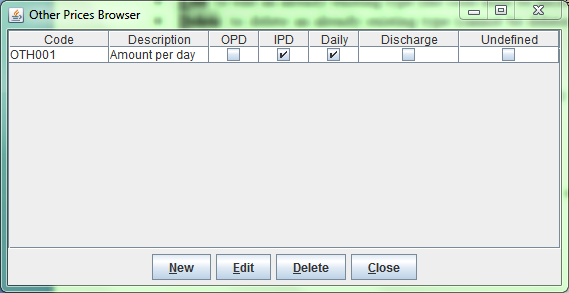 Other Prices Browser
Code Description OPD IPD Daily Discharge Undefined
OTH001 Amount per day
New Edit Delete Close